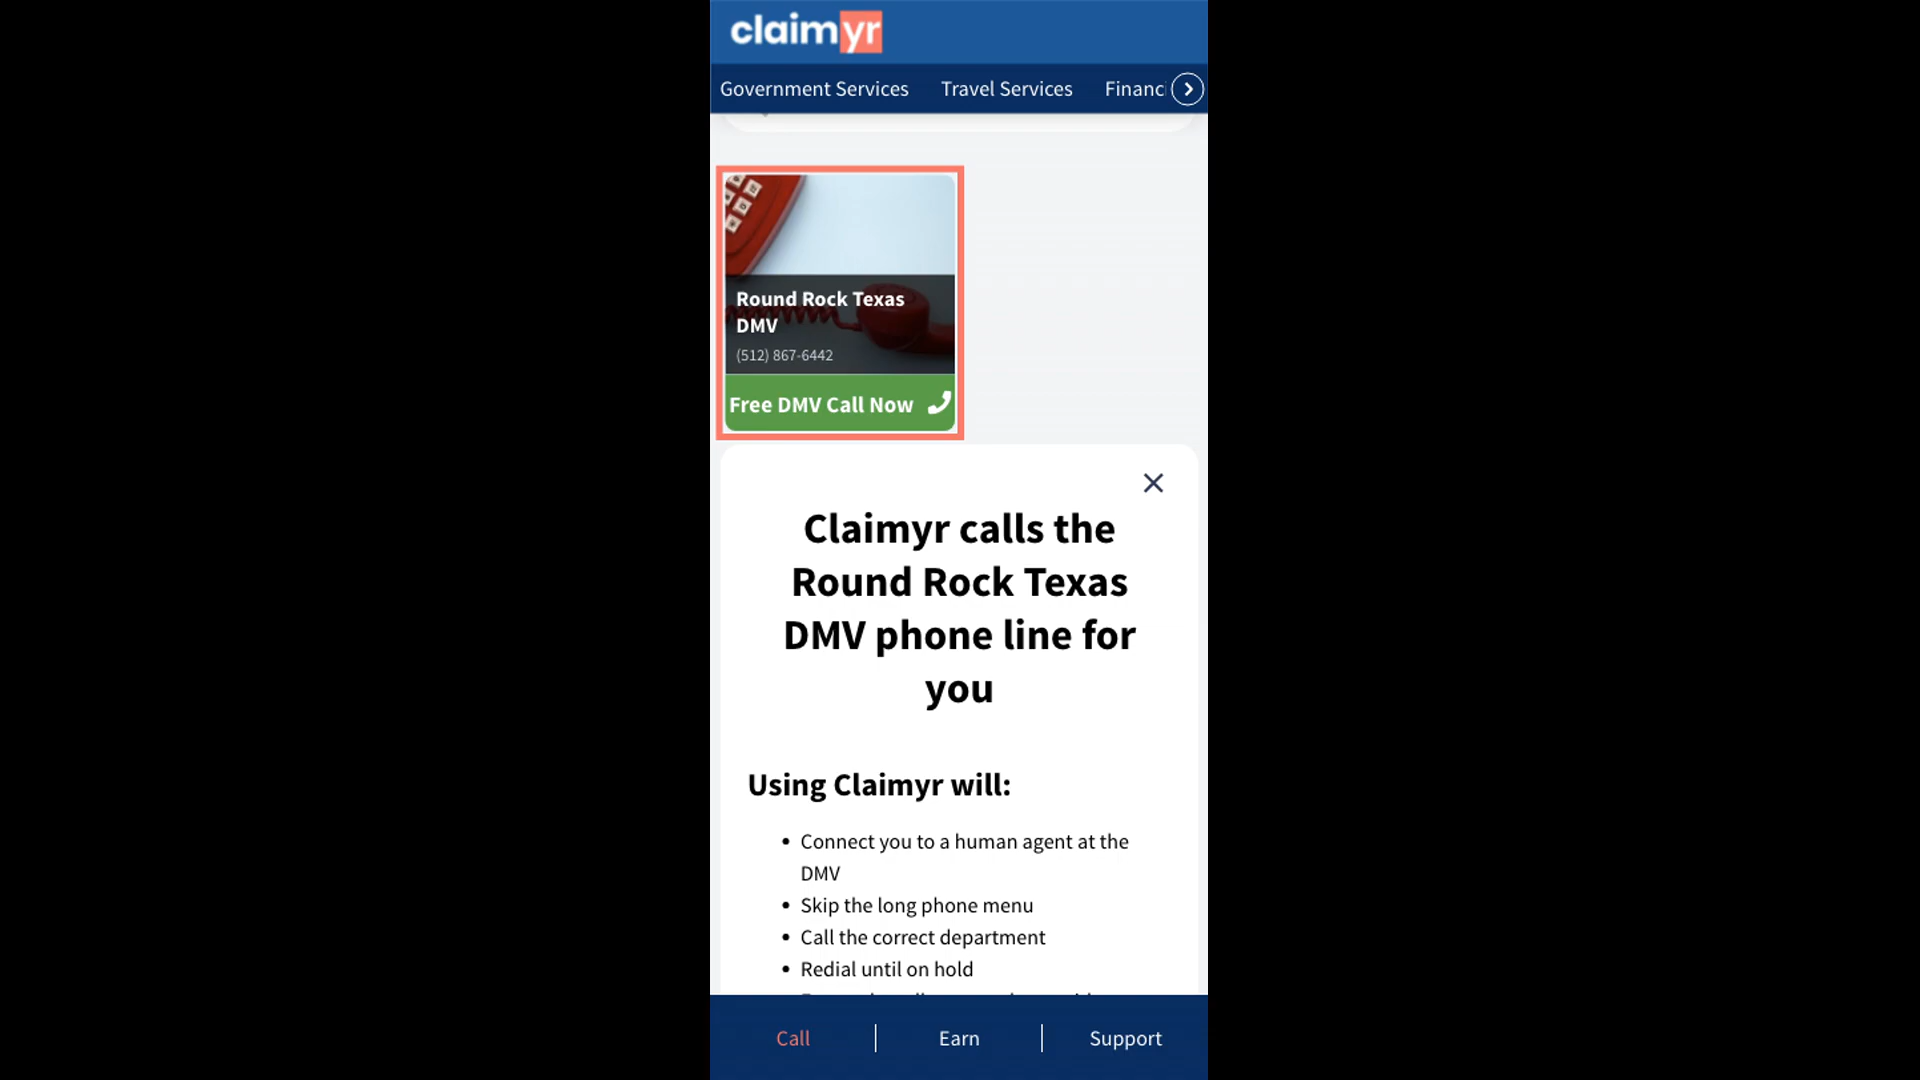 claimyr
Government Services Travel Services Financ
Round Rock Texas
DMV
(512) 867-6442
Free DMV Call Now
Claimyr calls the
Round Rock Texas
DMV phone line for
you
Using Claimyr will:
• Connect you to a human agent at the
DMV
• Skip the long phone menu
• Call the correct department
• Redial until on hold
Call | Earn | Support